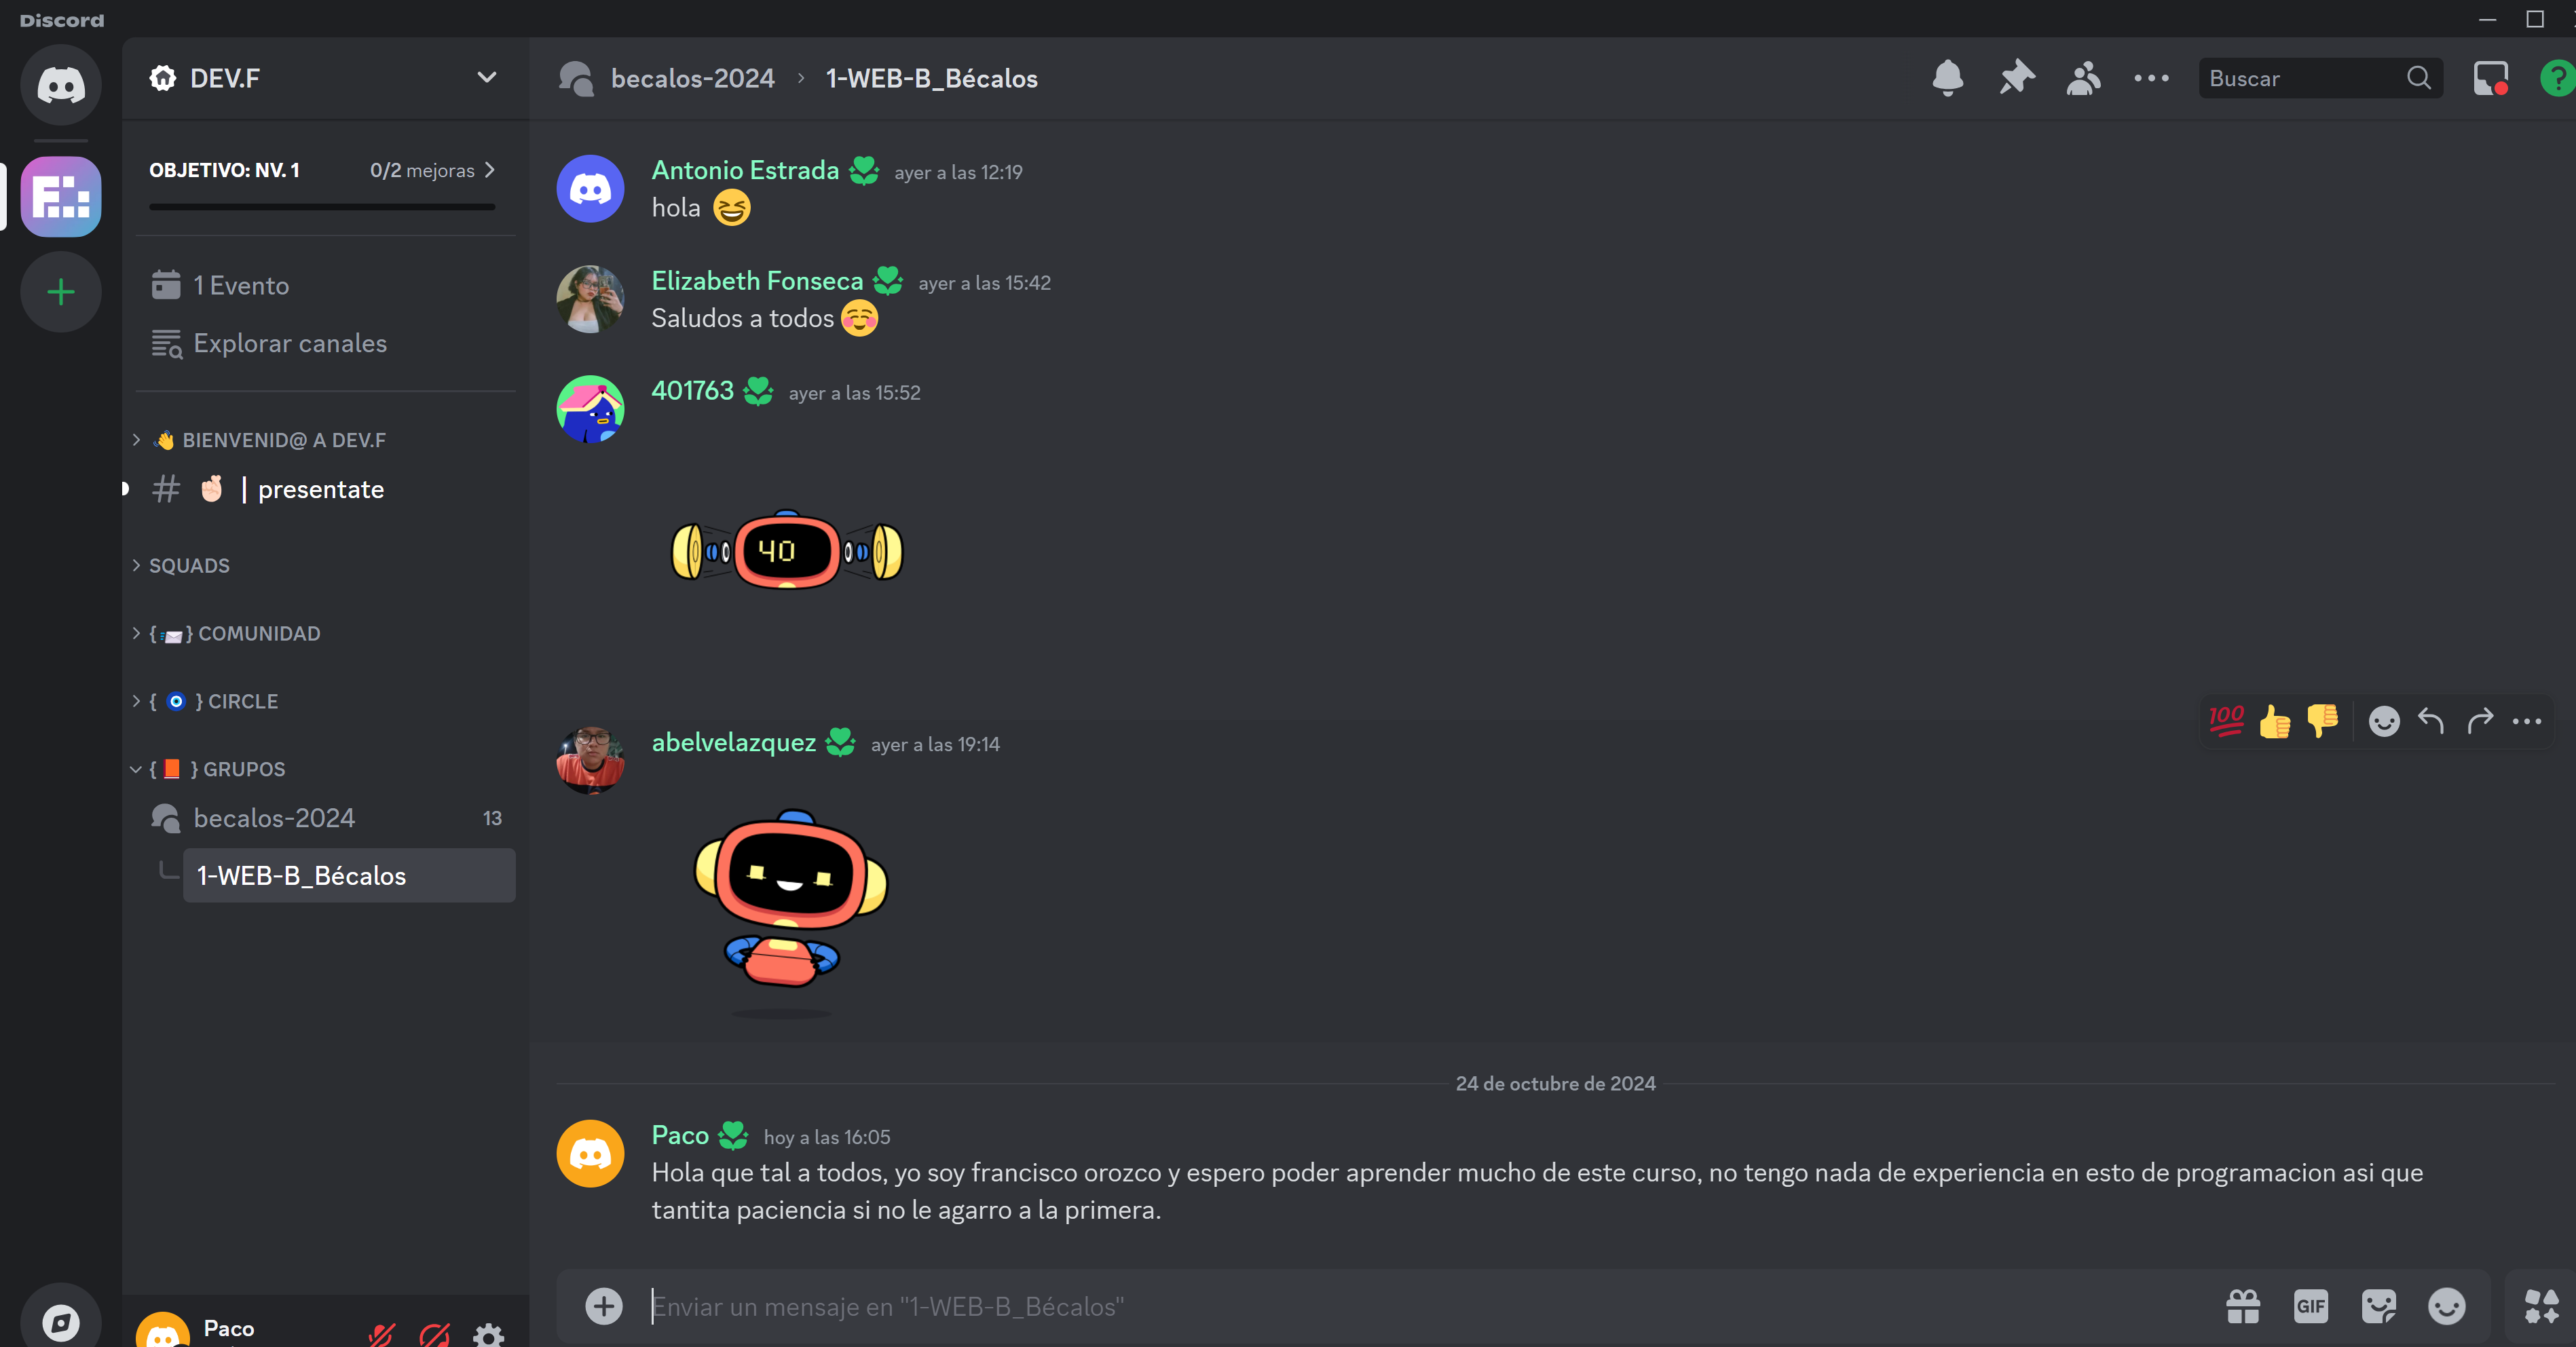 Discord
DEV.F
OBJETIVO: NV. 1 0/2 mejoras
1 Evento
Explorar canales
BIENVENID@ A DEV.F
# | presentate
SQUADS
{ } COMUNIDAD
{ } CIRCLE
{ } GRUPOS
becalos-2024 13
1-WEB-B_Bécalos
Paco
becalos-2024 › 1-WEB-B_Bécalos
Buscar
?
Antonio Estrada ayer a las 12:19
hola
Elizabeth Fonseca ayer a las 15:42
Saludos a todos
401763 ayer a las 15:52
40
100
abelvelazquez ayer a las 19:14
24 de octubre de 2024
Paco hoy a las 16:05
Hola que tal a todos, yo soy francisco orozco y espero poder aprender mucho de este curso, no tengo nada de experiencia en esto de programacion asi que
tantita paciencia si no le agarro a la primera.
Enviar un mensaje en "1-WEB-B_Bécalos"
GIF